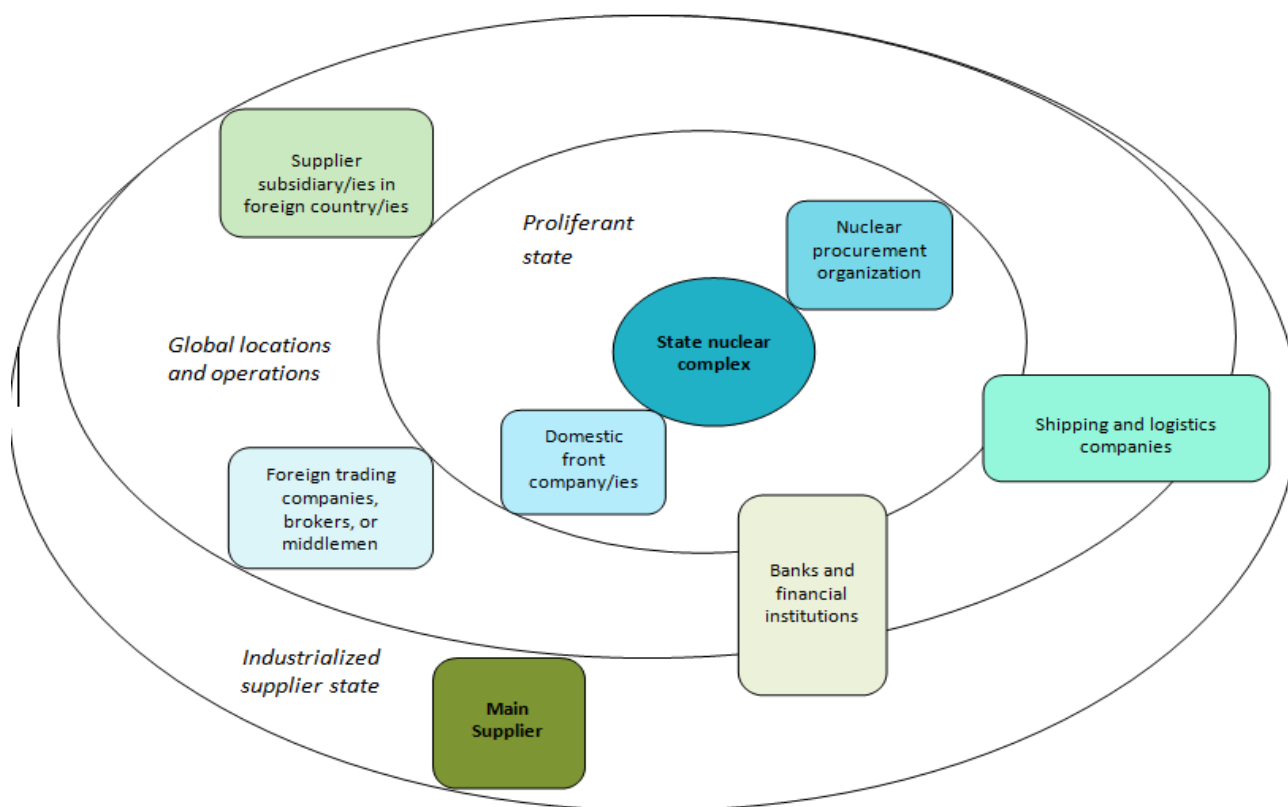 Supplier
subsidiary/ies in
foreign country/ies
Proliferant
state
Nuclear
procurement
organization
Global locations
and operations
State nuclear
complex
Domestic
front
company/ies
Shipping and logistics
companies
Foreign trading
companies,
brokers, or
middlemen
Banks and
financial
institutions
Industrialized
supplier state
Main
Supplier